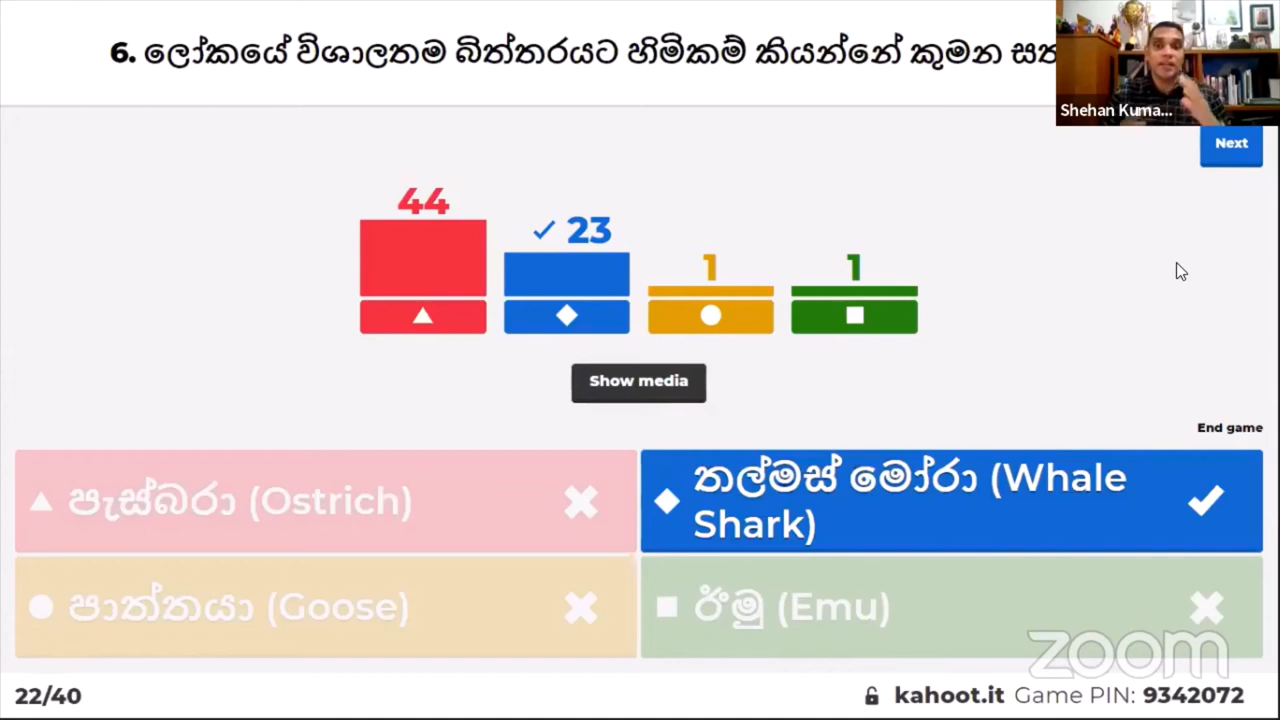 6. ලෝකයේ විශාලතම බිත්තරයට හිමිකම් කියන්නේ කුමන
Shehan Kuma...
Next
44
23
1
1
Show media
End game
පැස්බරා (Ostrich)
තල්මස් මෝරා (Whale
Shark)
පාත්තයා (Goose)
ඊමු (Emu)
zoom
22/40
kahoot.it Game PIN: 9342072